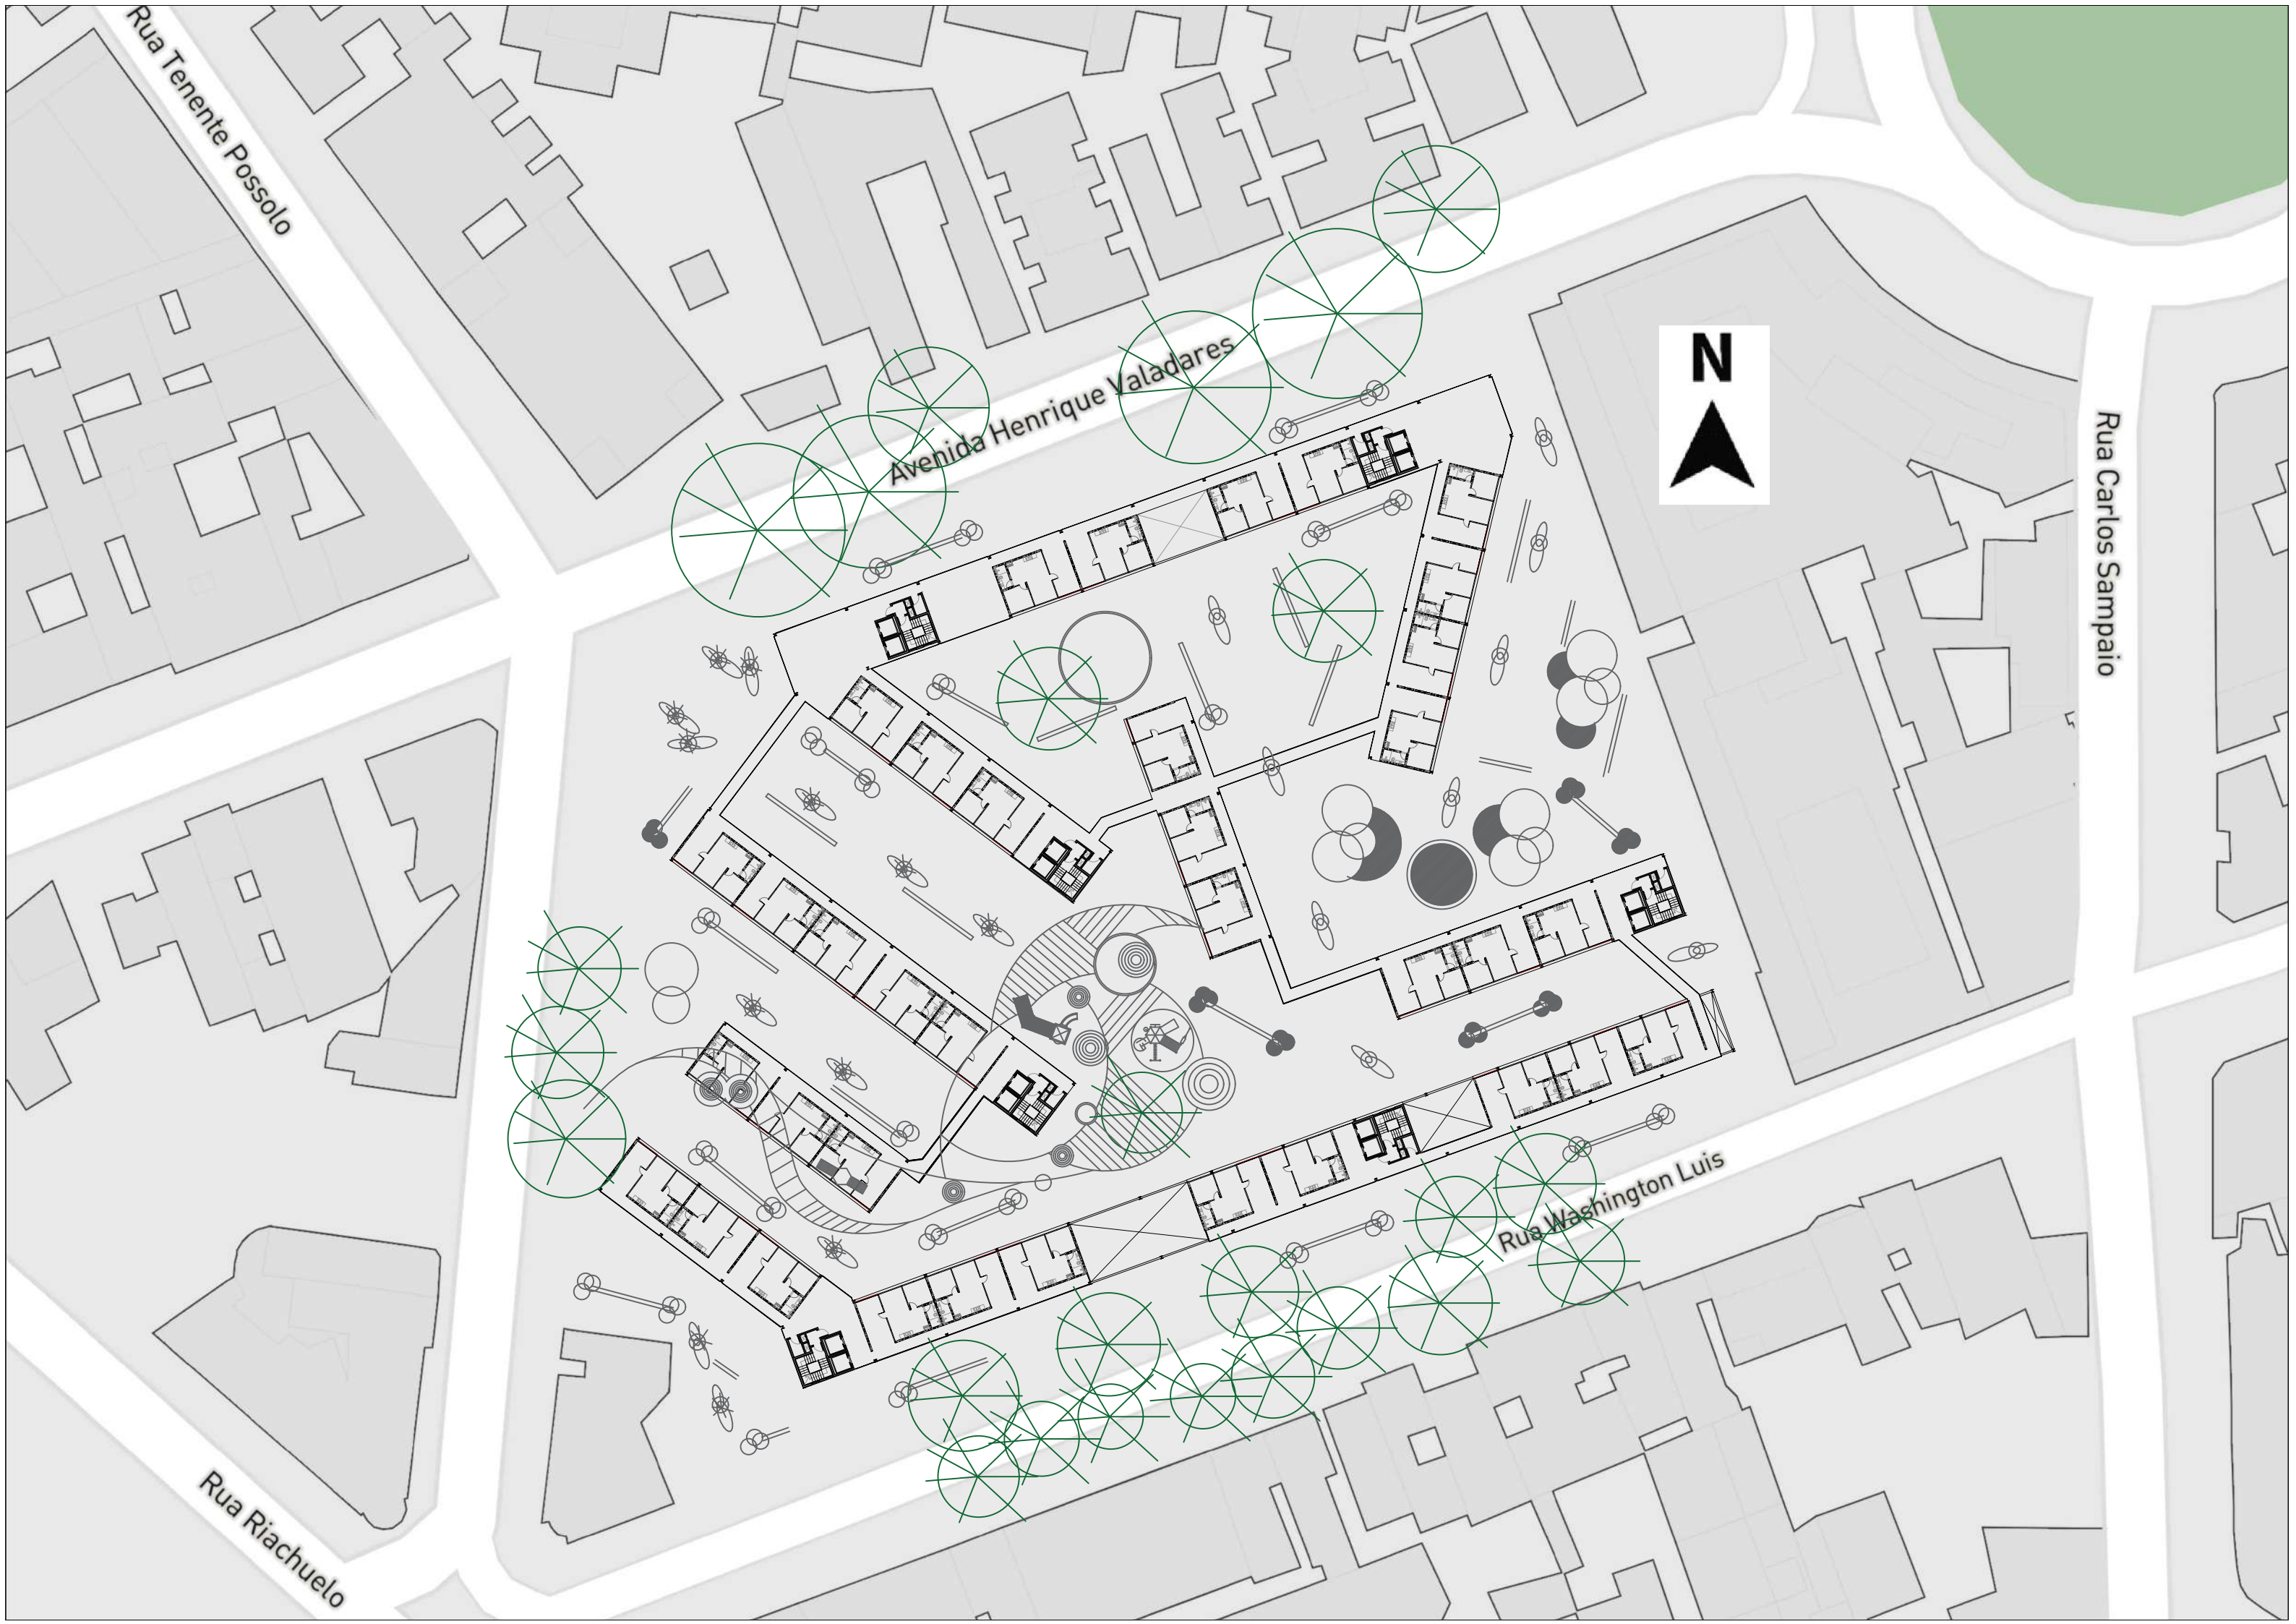 Rua Tenente Possolo
Avenida Henrique Valadares
N
Rua Carlos Sampaio
Rua Washington Luis
Rua Riachuelo